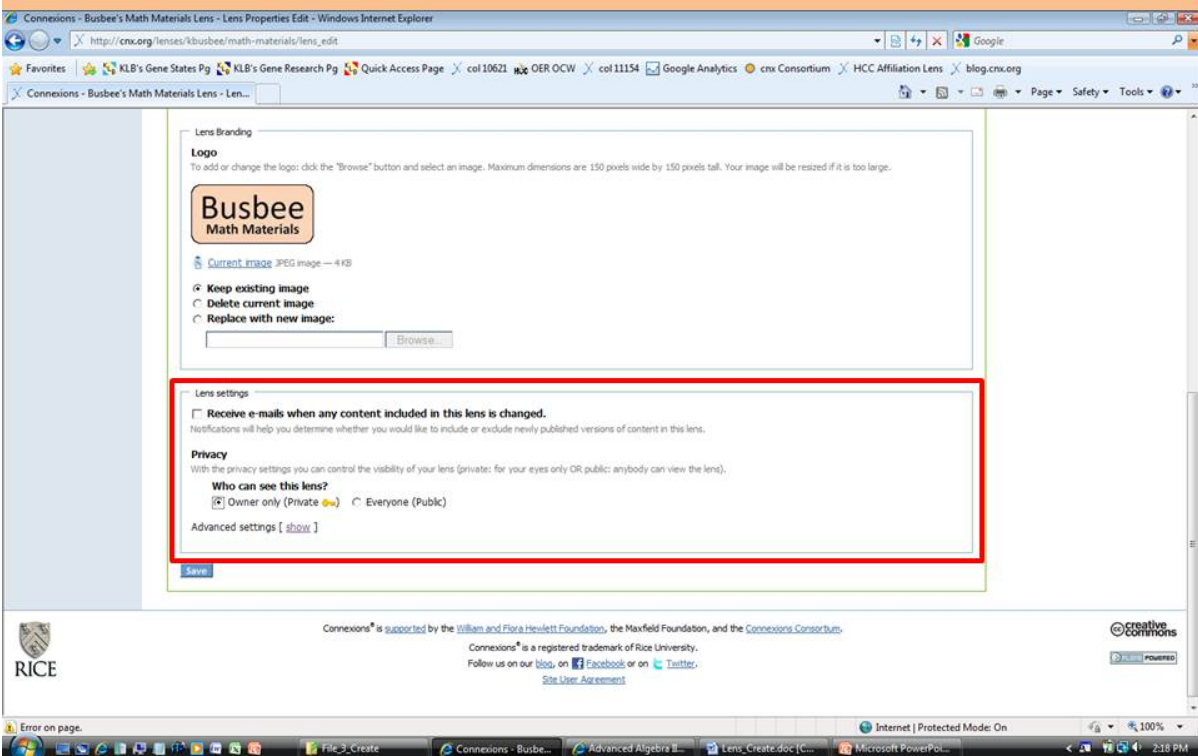 Connexions - Busbee's Math Materials Lens - Lens Properties Edit - Windows Internet Explorer
http://cnx.org/lenses/kbusbee/math-materials/lens_edit
Google
Favorites KLB's Gene States Pg KLB's Gene Research Pg Quick Access Page col10621 OER OCW col11154 Google Analytics cnx Consortium HCC Affiliation Lens blog.cnx.org
Connexions - Busbee's Math Materials Lens - Len... Page Safety Tools
Lens Branding
Logo
To add or change the logo: click the "Browse" button and select an image. Maximum dimensions are 150 pixels wide by 150 pixels tall. Your image will be resized if it is too large.
Busbee
Math Materials
Current image JPEG image — 4 KB
Keep existing image
Delete current image
Replace with new image:
Browse...
Lens settings
Receive e-mails when any content included in this lens is changed.
Notifications will help you determine whether you would like to include or exclude newly published versions of content in this lens.
Privacy
With the privacy settings you can control the visibility of your lens (private: for your eyes only OR public: anybody can view the lens).
Who can see this lens?
Owner only (Private ) Everyone (Public)
Advanced settings [ show ]
Save
Connexions® is supported by the William and Flora Hewlett Foundation, the Maxfield Foundation, and the Connexions Consortium.
Connexions® is a registered trademark of Rice University.
Follow us on our blog, on Facebook or on Twitter.
Site User Agreement
RICE
cc creative commons
POWERED
Error on page. Internet | Protected Mode: On 100%
File_3_Create Connexions - Busbe... Advanced Algebra II... Lens_Create.doc [C... Microsoft PowerPoi... 2:18 PM